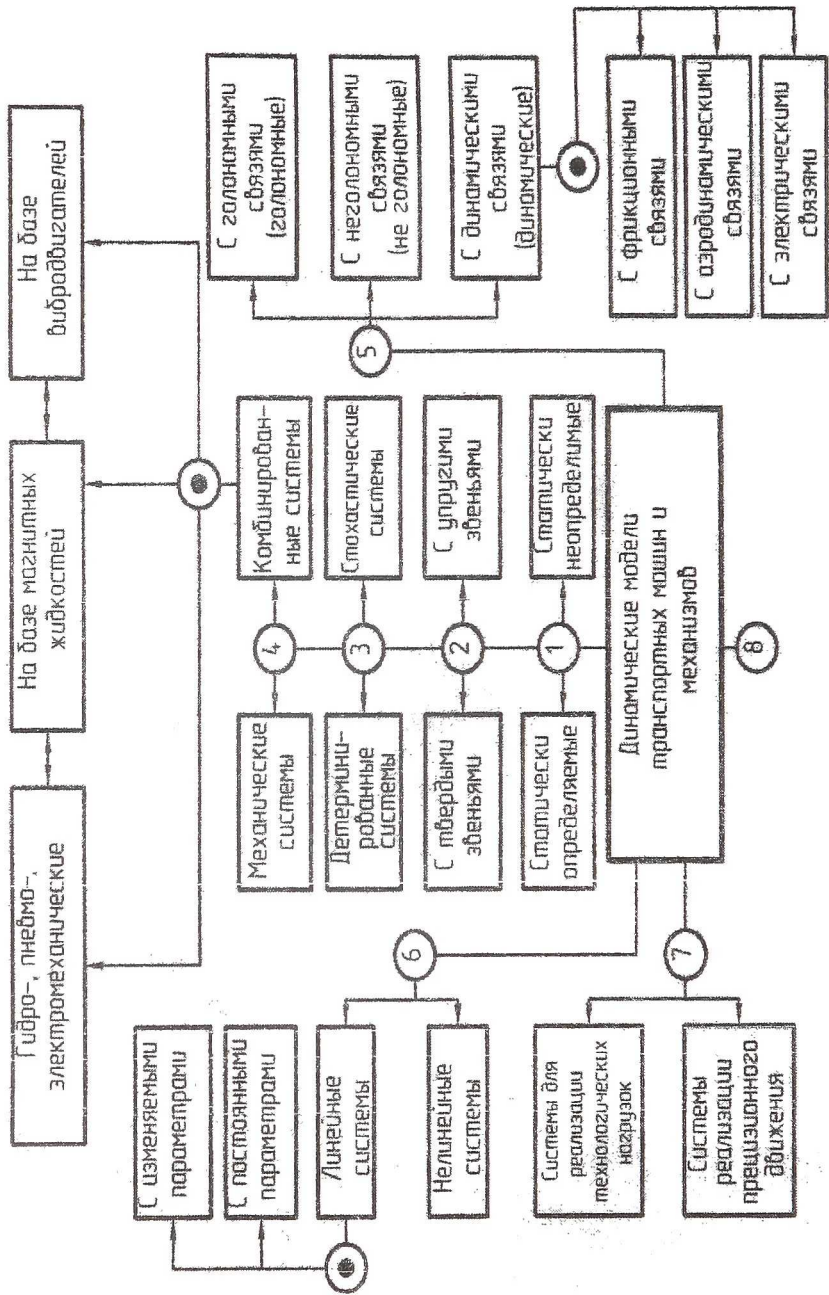 Гидро-, пневмо-,
электромеханические
На базе магнитных
жидкостей
На базе
вибродвигателей
С изменяемыми
параметрами
С постоянными
параметрами
Линейные
системы
Нелинейные
системы
6
Механические
системы
4
Комбинирован-
ные системы
Детермини-
рованные
системы
3
Стохастические
системы
С твердыми
звеньями
2
С упругими
звеньями
Статически
определяемые
1
Статически
неопределимые
5
С голономными
связями
(голономные)
С неголономными
связями
(не голономные)
С динамическими
связями
(динамические)
С фрикционными
связями
С аэродинамическими
связями
С электрическими
связями
7
Системы для
реализации
технологических
нагрузок
Системы
реализации
прецизионного
движения
Динамические модели
транспортных машин и
механизмов
8